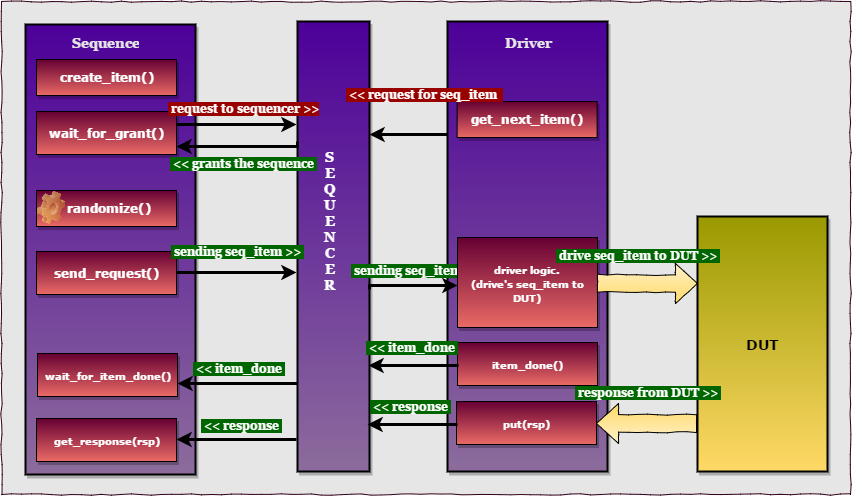 Sequence
create_item()
request to sequencer >>
wait_for_grant()
<< grants the sequence
randomize()
sending seq_item >>
send_request()
<< item_done
wait_for_item_done()
<< response
get_response(rsp)
SEQUENCER
Driver
<< request for seq_item
get_next_item()
sending seq_item
driver logic.
(drive's seq_item to
DUT)
drive seq_item to DUT >>
<< item_done
item_done()
response from DUT >>
<< response
put(rsp)
DUT